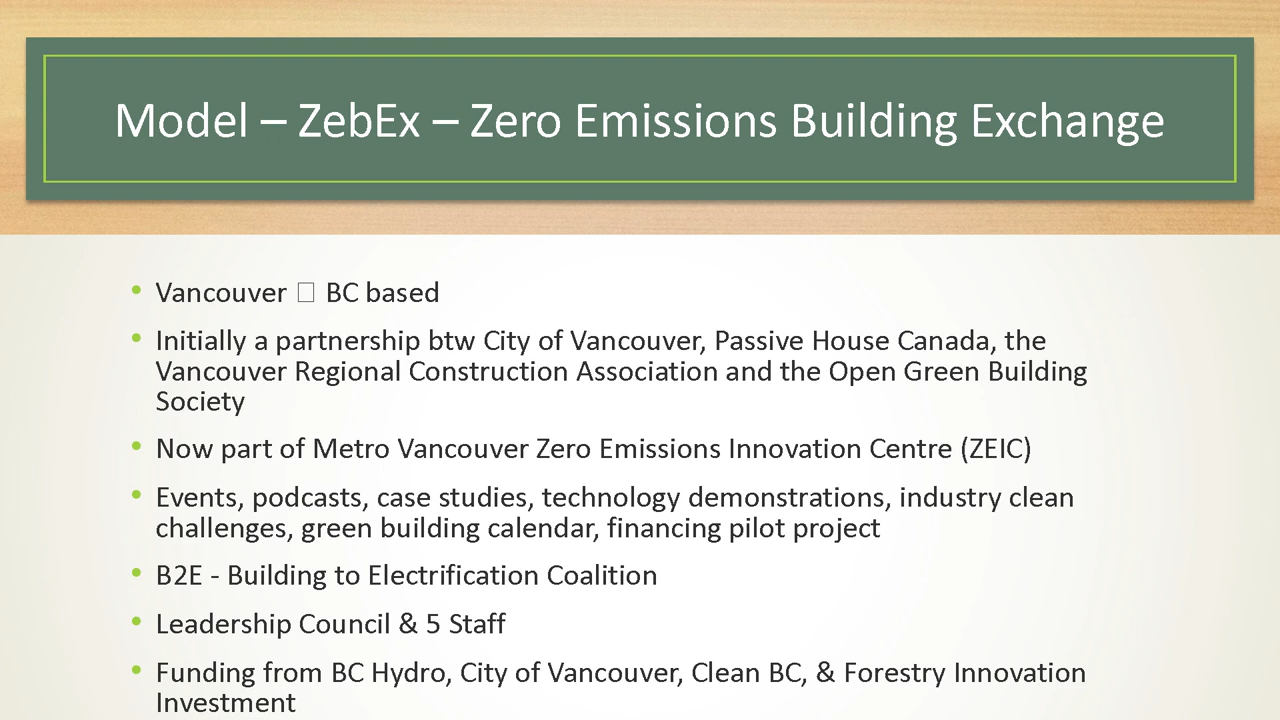 Model – ZebEx – Zero Emissions Building Exchange
• Vancouver □ BC based
• Initially a partnership btw City of Vancouver, Passive House Canada, the
Vancouver Regional Construction Association and the Open Green Building
Society
• Now part of Metro Vancouver Zero Emissions Innovation Centre (ZEIC)
• Events, podcasts, case studies, technology demonstrations, industry clean
challenges, green building calendar, financing pilot project
• B2E - Building to Electrification Coalition
• Leadership Council & 5 Staff
• Funding from BC Hydro, City of Vancouver, Clean BC, & Forestry Innovation
Investment